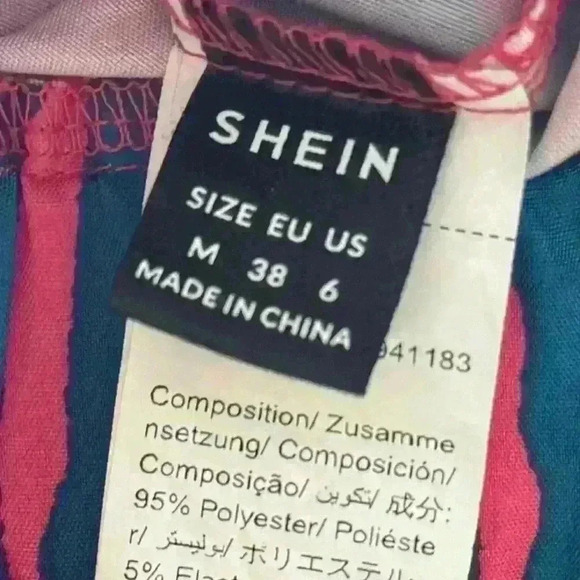 SHEIN
SIZE EU US
M 38 6
MADE IN CHINA
941183
Composition/ Zusamme
nsetzung/ Composición/
Composição/ تكوين/ 成分:
95% Polyester/ Poliéste
r/ بوليستر/ ポリエステル
5%